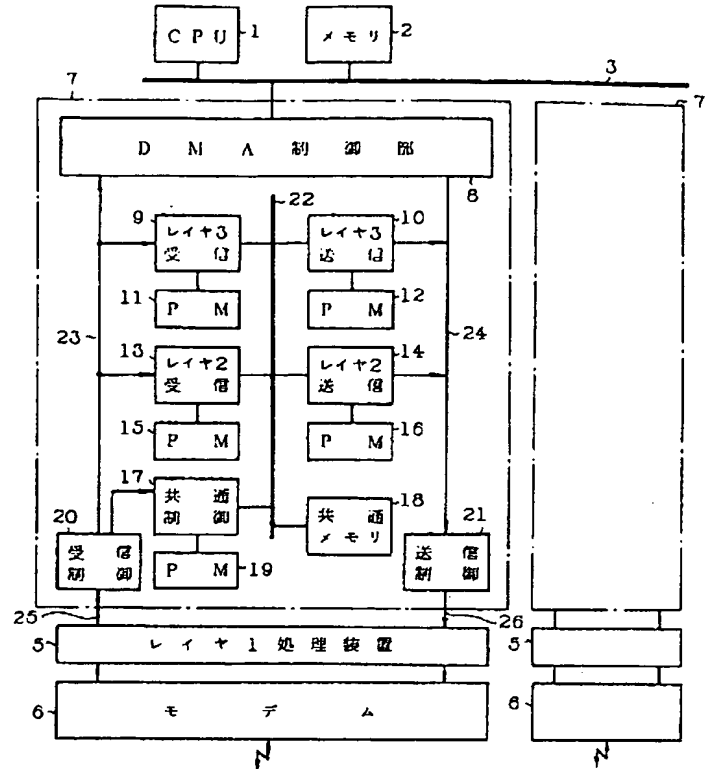 CPU 1
メモリ 2
3
7
7
DMA制御部
8
22
9
レイヤ3
受信
10
レイヤ3
送信
11
PM
PM
12
23
24
13
レイヤ2
受信
14
レイヤ2
送信
15
PM
PM
16
17
共通
制御
18
共通
メモリ
20
受信
制御
PM
19
21
送信
制御
25
26
5
レイヤ1処理装置
5
6
モデム
6